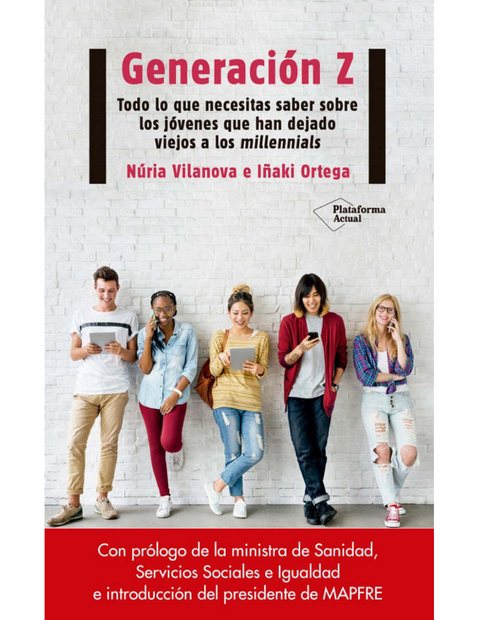 Generación Z
Todo lo que necesitas saber sobre
los jóvenes que han dejado
viejos a los millennials
Núria Vilanova e Iñaki Ortega
Plataforma
Actual
Con prólogo de la ministra de Sanidad,
Servicios Sociales e Igualdad
e introducción del presidente de MAPFRE